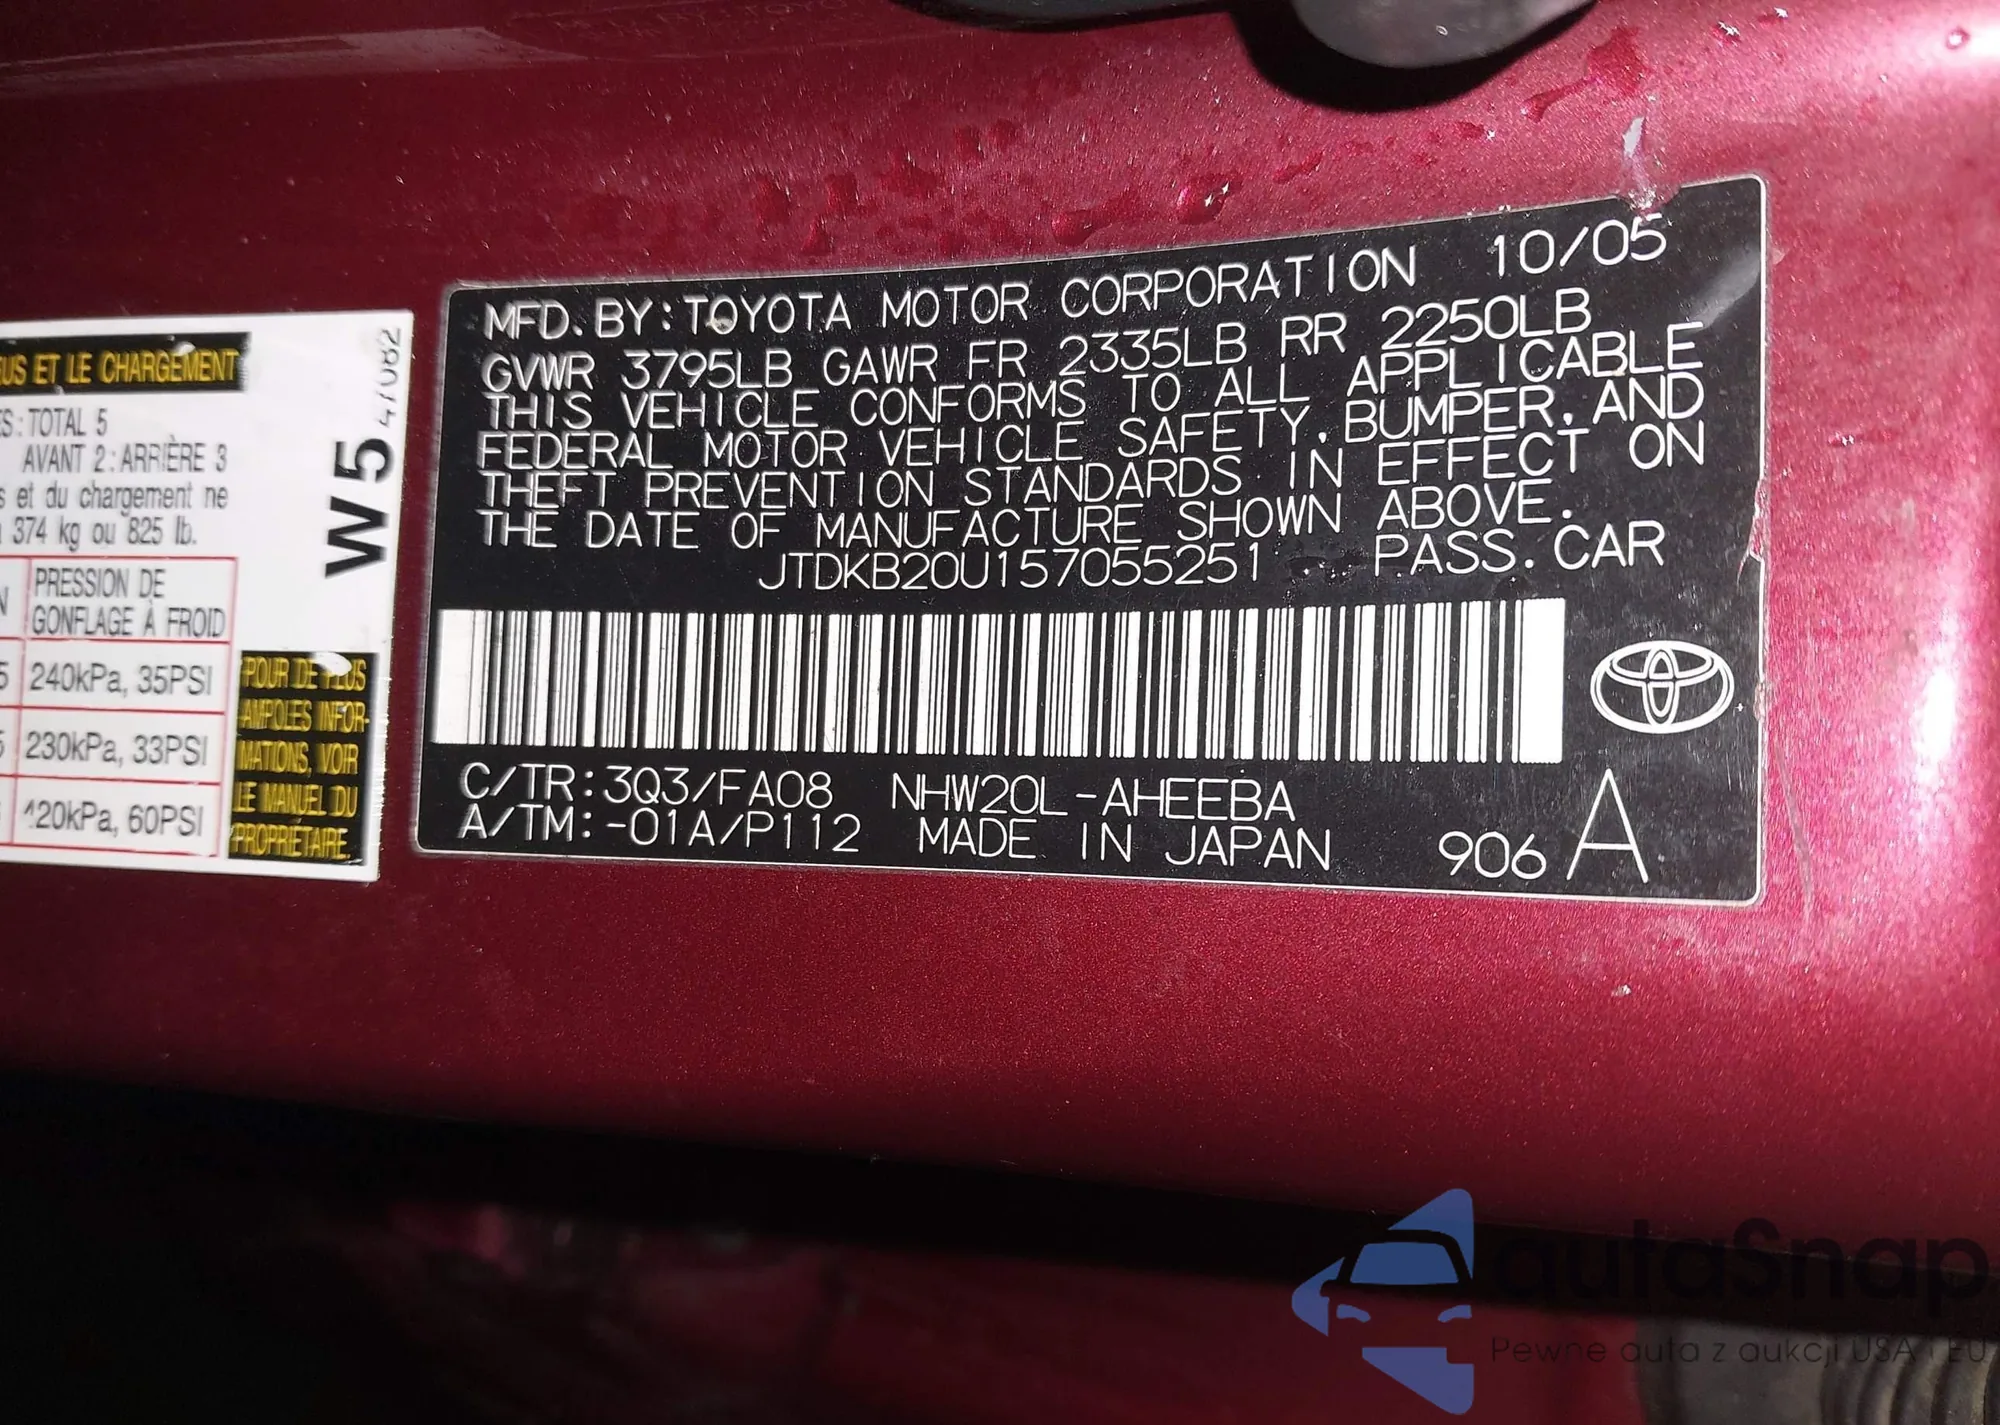 US ET LE CHARGEMENT
ES: TOTAL 5
AVANT 2: ARRIÈRE 3
s et du chargement ne
374 kg ou 825 lb.
PRESSION DE
GONFLAGE À FROID
240kPa, 35PSI
230kPa, 33PSI
420kPa, 60PSI
POUR DE PLUS
AMPOLES INFOR-
MATIONS, VOIR
LE MANUEL DU
PROPRIÉTAIRE.
W5
MFD. BY: TOYOTA MOTOR CORPORATION 10/05
GVWR 3795LB GAWR FR 2335LB RR 2250LB
THIS VEHICLE CONFORMS TO ALL APPLICABLE
FEDERAL MOTOR VEHICLE SAFETY, BUMPER, AND
THEFT PREVENTION STANDARDS IN EFFECT ON
THE DATE OF MANUFACTURE SHOWN ABOVE.
JTDKB20U157055251 PASS. CAR
C/TR: 3Q3/FA08 NHW20L-AHEEBA
A/TM: -01A/P112 MADE IN JAPAN 906 A
autaSnap
Pewne auta z aukcji USA i EU